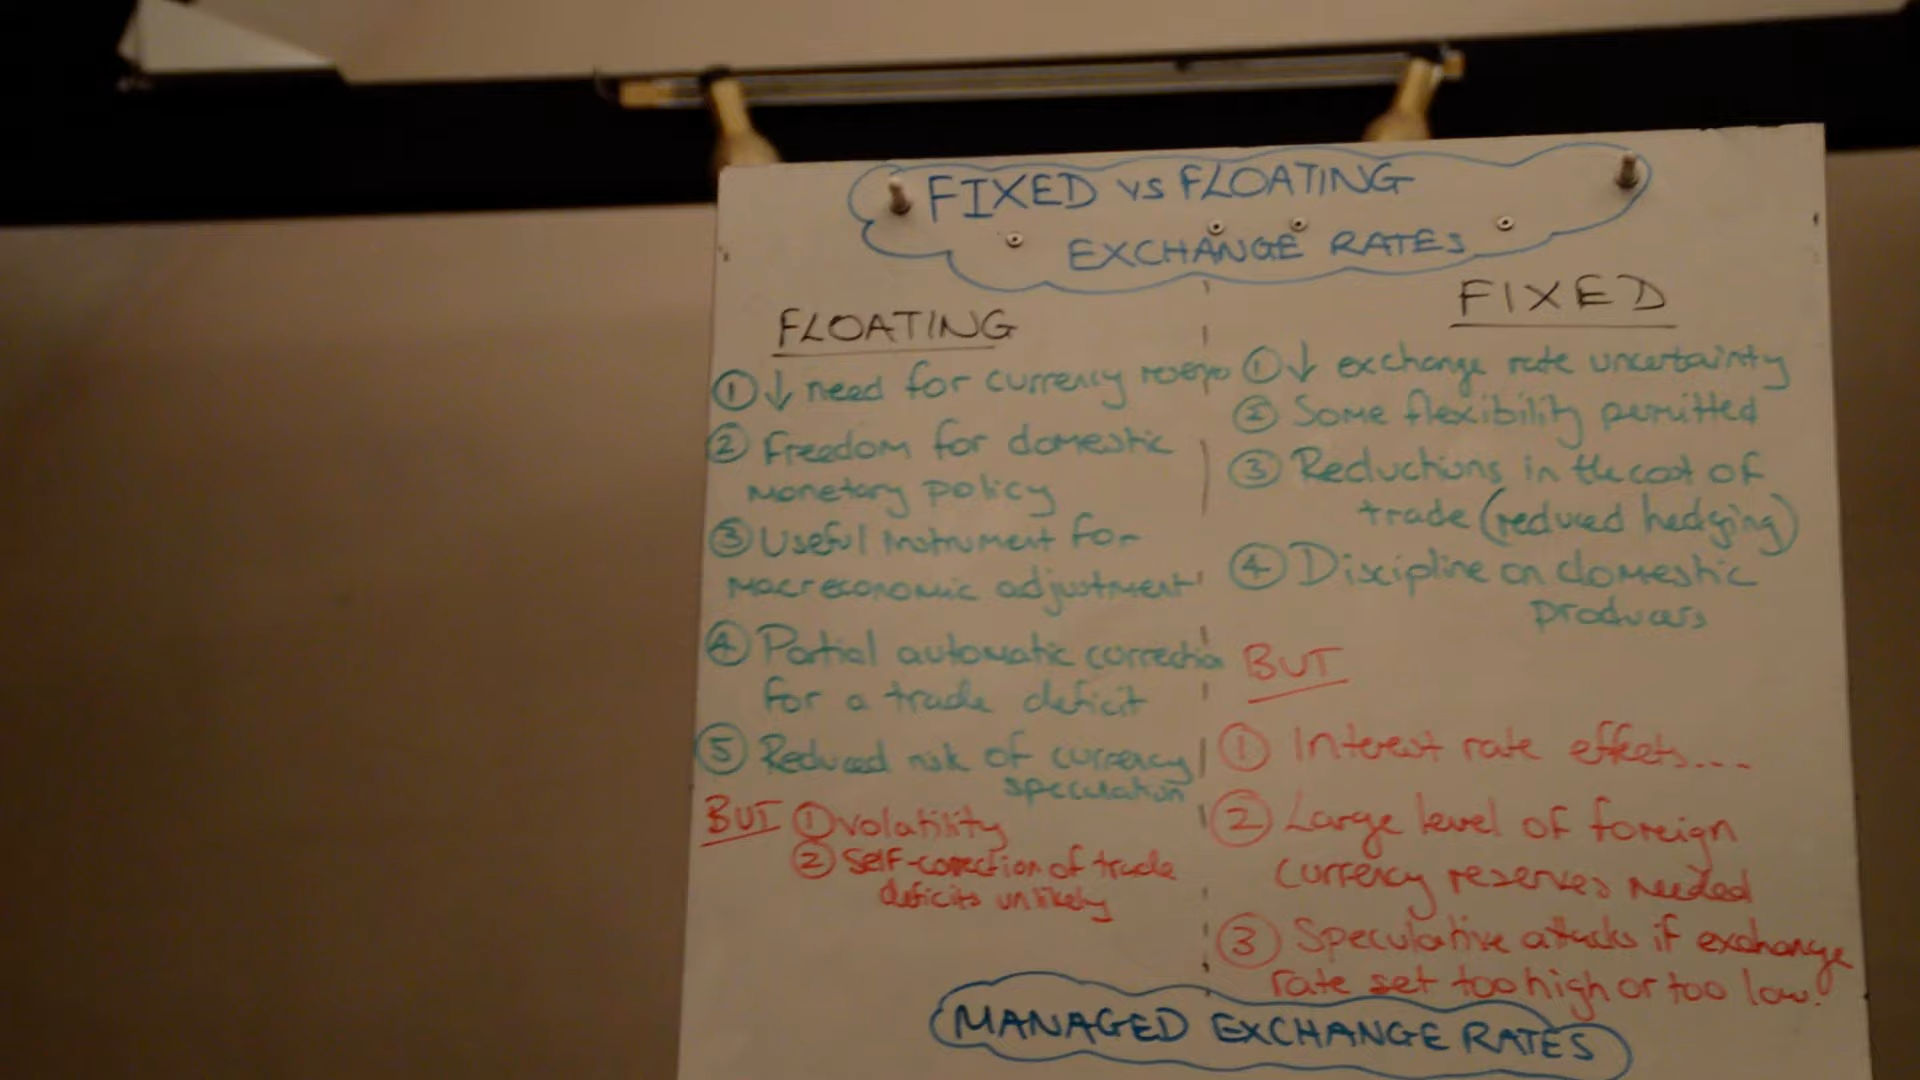 FIXED vs FLOATING
EXCHANGE RATES
FLOATING
① ↓ need for currency
② Freedom for domestic
monetary policy
③ Useful instrument for
macroeconomic adjustment
④ Partial automatic correction
for a trade deficit
⑤ Reduced risk of currency
speculation
BUT ① volatility
② self-correction of trade
deficits unlikely
FIXED
① ↓ exchange rate uncertainty
② Some flexibility permitted
③ Reductions in the cost of
trade (reduced hedging)
④ Discipline on domestic
producers
BUT
① Interest rate effects....
② Large level of foreign
currency reserves needed
③ Speculative attacks if exchange
rate set too high or too low.
MANAGED EXCHANGE RATES